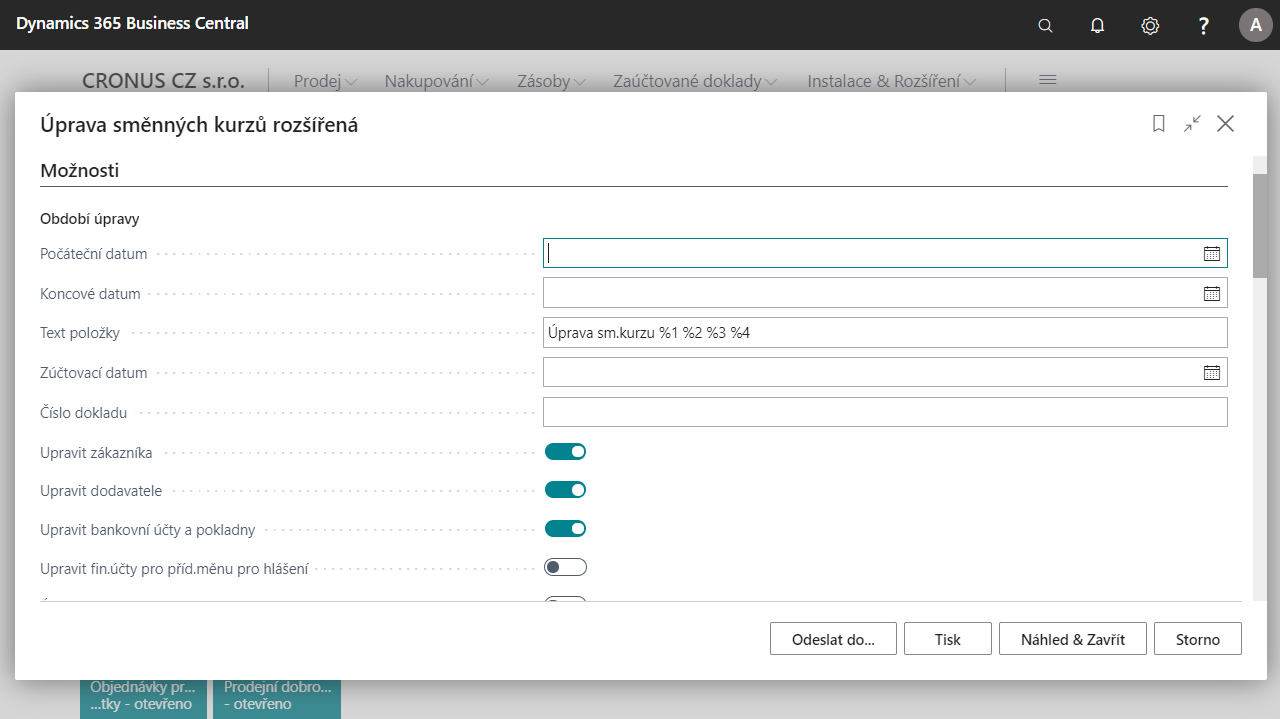 Dynamics 365 Business Central
A
CRONUS CZ s.r.o.
Prodej
Nakupování
Zásoby
Zaúčtované doklady
Instalace & Rozšíření
Úprava směnných kurzů rozšířená
Možnosti
Období úpravy
Počáteční datum
Koncové datum
Text položky
Úprava sm.kurzu %1 %2 %3 %4
Zúčtovací datum
Číslo dokladu
Upravit zákazníka
Upravit dodavatele
Upravit bankovní účty a pokladny
Upravit fin.účty pro příd.měnu pro hlášení
Odeslat do...
Tisk
Náhled & Zavřít
Storno
Objednávky pr...
...tky - otevřeno
Prodejní dobro...
- otevřeno